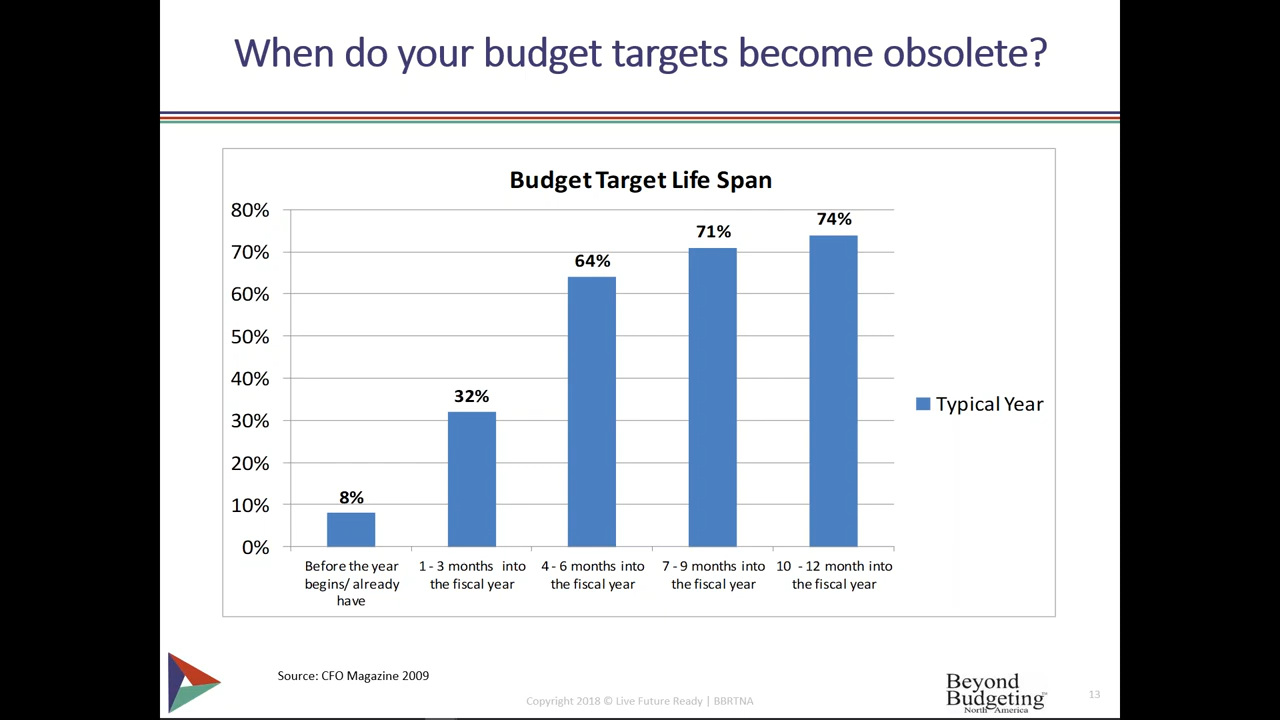 When do your budget targets become obsolete?
Budget Target Life Span
80%
70%
60%
50%
40%
30%
20%
10%
0%
8%
32%
64%
71%
74%
Before the year
begins/ already
have
1 - 3 months into
the fiscal year
4 - 6 months into
the fiscal year
7 - 9 months into
the fiscal year
10 - 12 month into
the fiscal year
Typical Year
Source: CFO Magazine 2009
Copyright 2018 © Live Future Ready | BBRTNA
Beyond
Budgeting™
North America
13